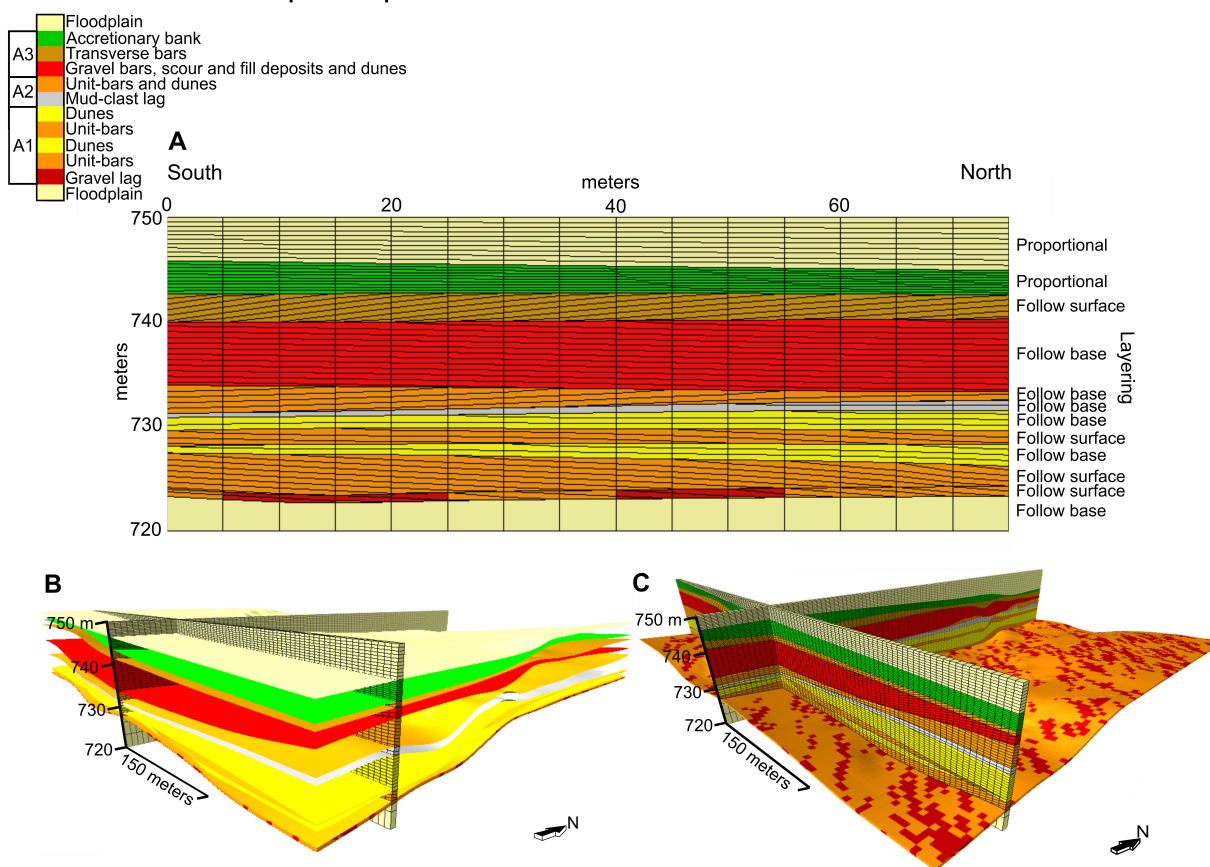 Floodplain
Accretionary bank
A3
Transverse bars
Gravel bars, scour and fill deposits and dunes
Unit-bars and dunes
A2
Mud-clast lag
Dunes
Unit-bars
A1
Dunes
Unit-bars
Gravel lag
Floodplain
A
South
meters
North
0 20 40 60
750
740
730
720
meters
Proportional
Proportional
Follow surface
Follow base
Follow base
Follow base
Follow base
Follow surface
Follow base
Follow surface
Follow surface
Follow base
Layering
B
750 m
740
730
720
150 meters
N
C
750 m
740
730
720
150 meters
N